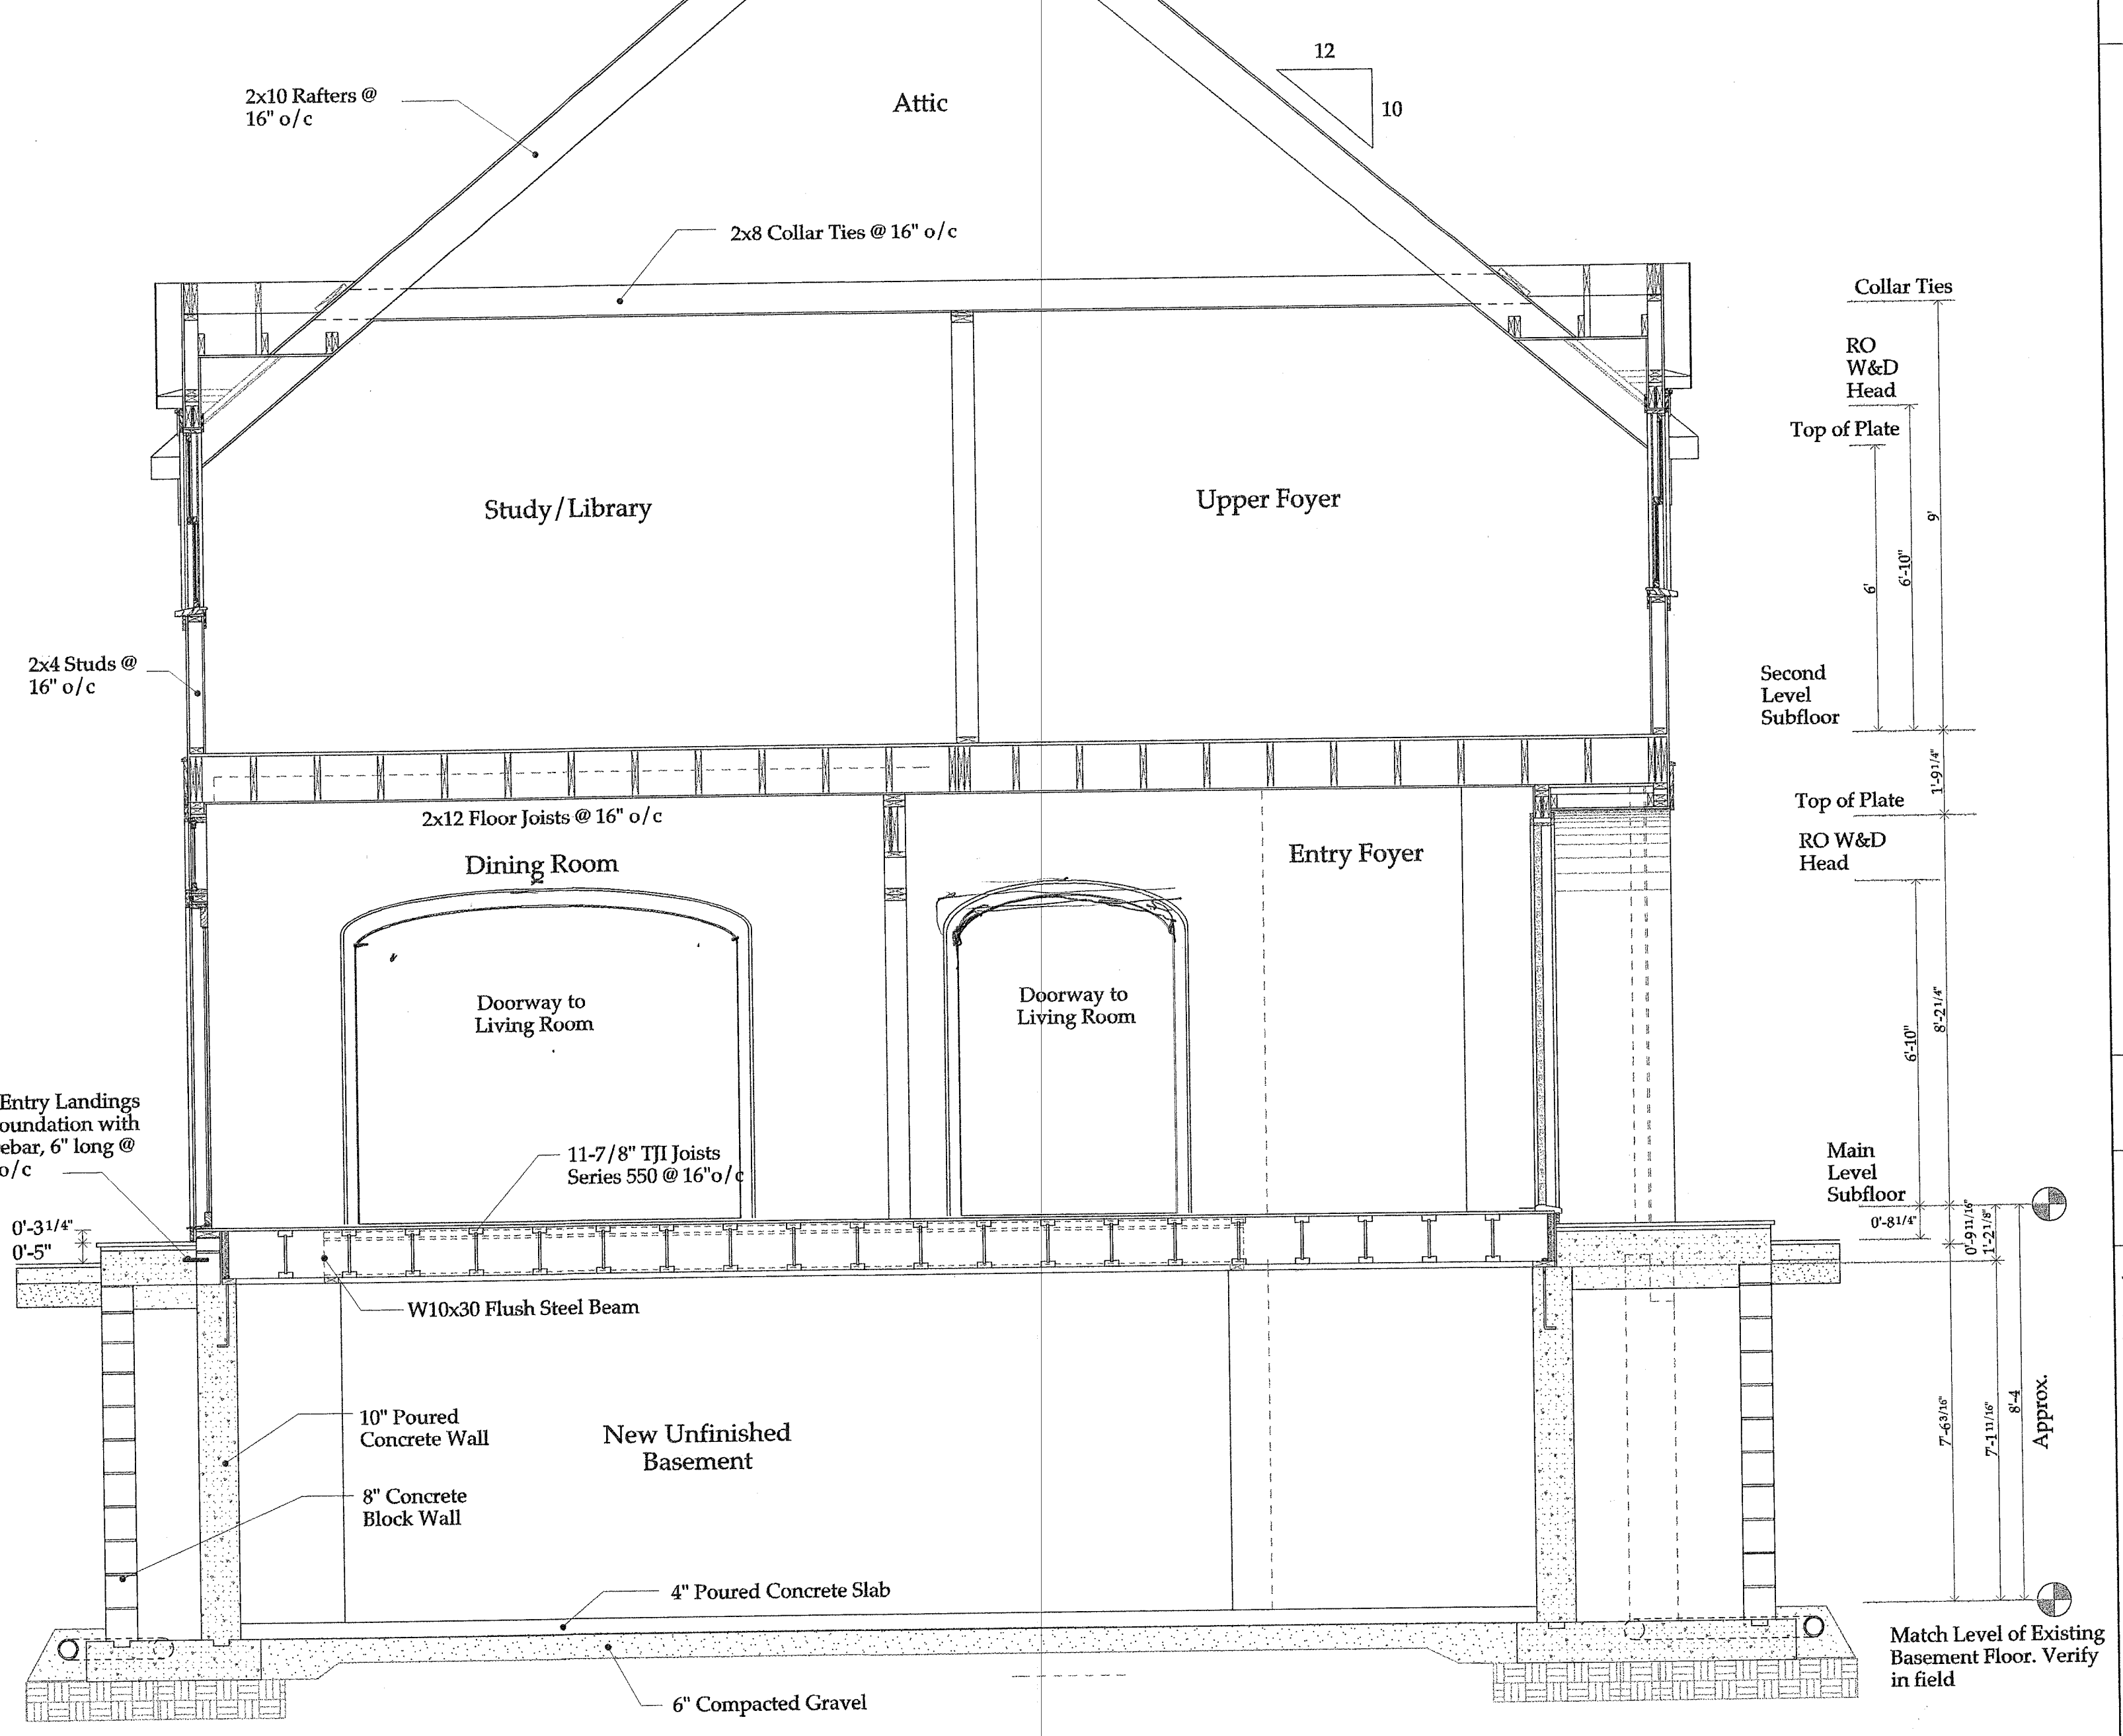 12
10
2x10 Rafters @
16" o/c
Attic
2x8 Collar Ties @ 16" o/c
Collar Ties
RO
W&D
Head
Top of Plate
Study/Library
Upper Foyer
9'
6'-10"
6'
2x4 Studs @
16" o/c
Second
Level
Subfloor
1'-9 1/4"
Top of Plate
2x12 Floor Joists @ 16" o/c
RO W&D
Head
Dining Room
Entry Foyer
Doorway to
Living Room
Doorway to
Living Room
8'-2 1/4"
6'-10"
Entry Landings
oundation with
ebar, 6" long @
o/c
11-7/8" TJI Joists
Series 550 @ 16"o/c
Main
Level
Subfloor
0'-3 1/4"
0'-5"
0'-8 1/4"
0'-9 11/16"
1'-2 1/8"
W10x30 Flush Steel Beam
10" Poured
Concrete Wall
New Unfinished
Basement
8" Concrete
Block Wall
7'-6 3/16"
7'-1 11/16"
8'-4
Approx.
4" Poured Concrete Slab
Match Level of Existing
Basement Floor. Verify
in field
6" Compacted Gravel